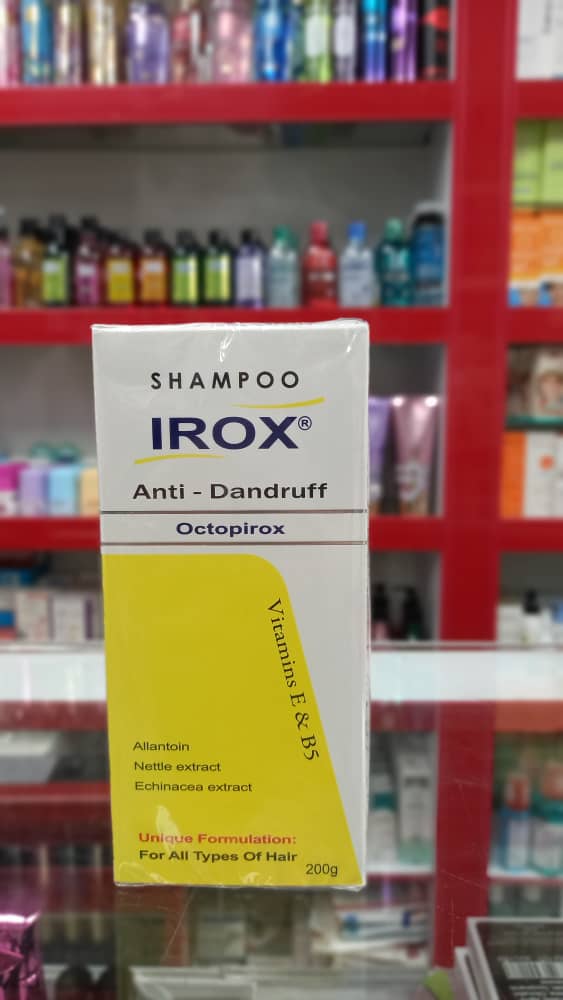 SHAMPOO
IROX®
Anti - Dandruff
Octopirox
Vitamins E & B5
Allantoin
Nettle extract
Echinacea extract
Unique Formulation:
For All Types Of Hair
200g